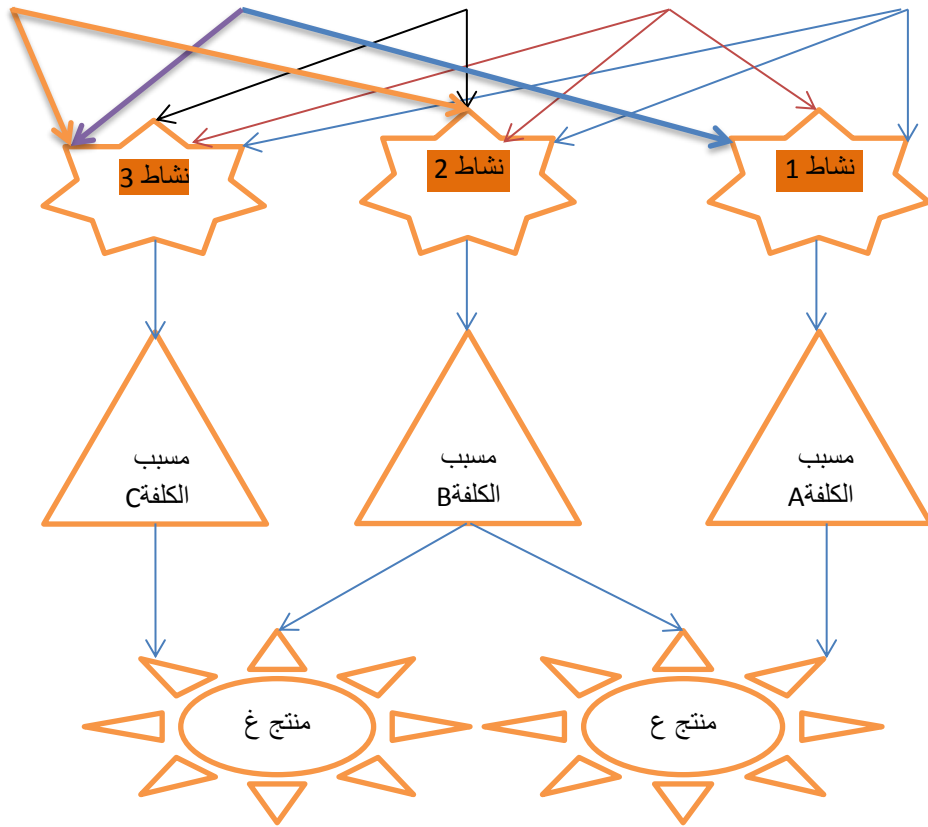 نشاط 1
نشاط 2
نشاط 3
مسبب
الكلفةA
مسبب
الكلفةB
مسبب
الكلفةC
منتج ع
منتج غ